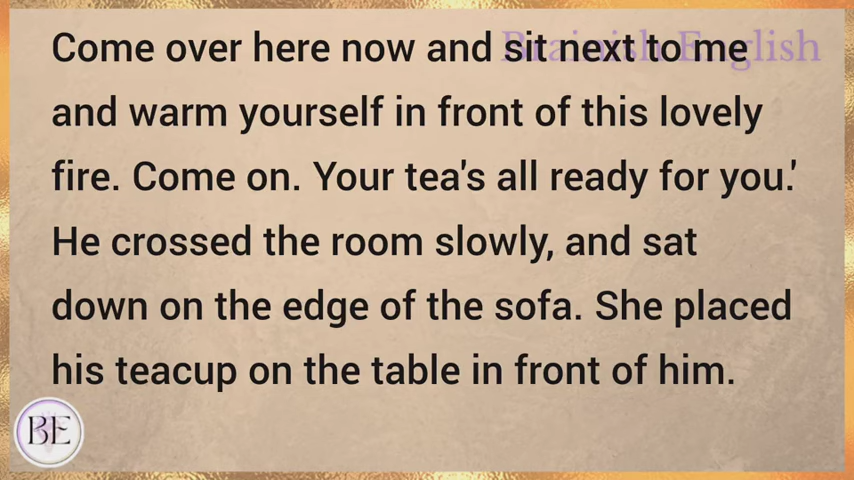 Brainish English
Come over here now and sit next to me
and warm yourself in front of this lovely
fire. Come on. Your tea's all ready for you.'
He crossed the room slowly, and sat
down on the edge of the sofa. She placed
his teacup on the table in front of him.
BE